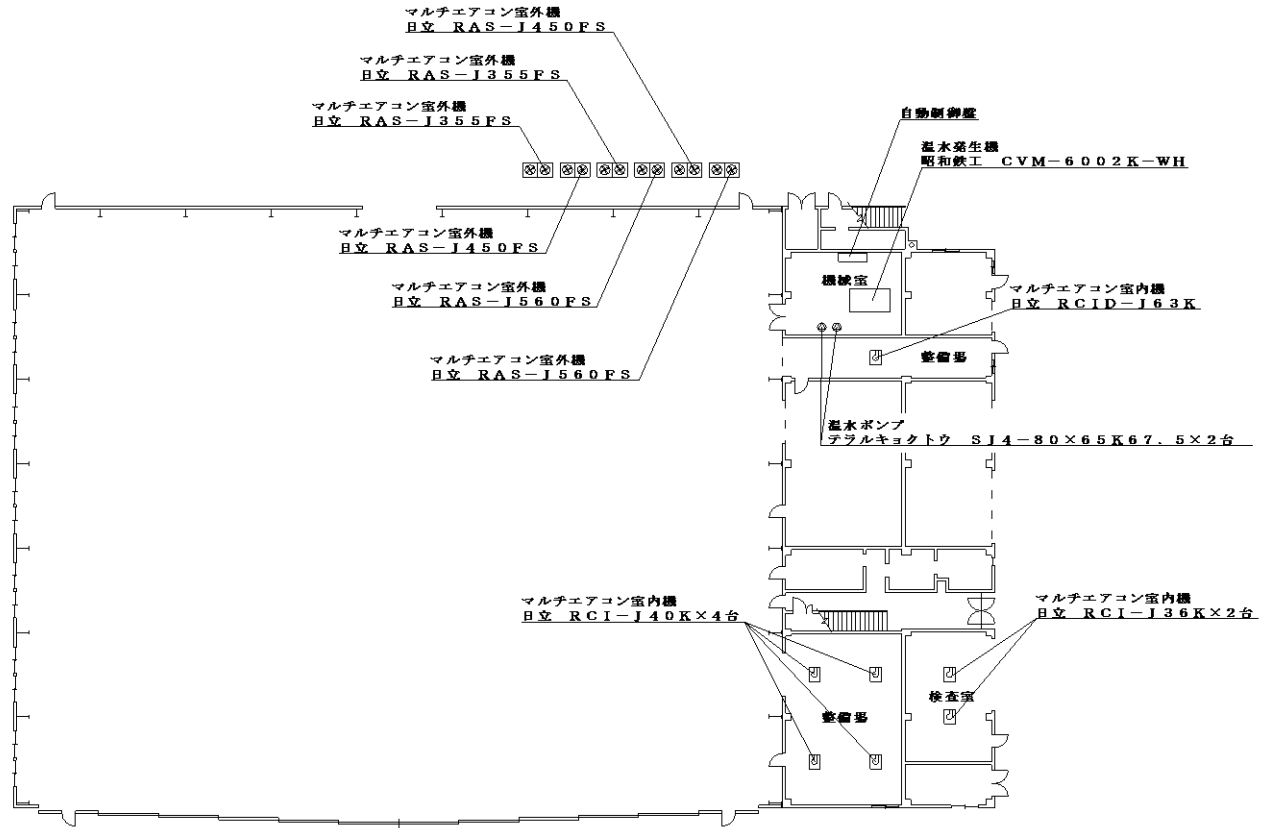 マルチエアコン室外機
日立 RAS-J450FS
マルチエアコン室外機
日立 RAS-J355FS
マルチエアコン室外機
日立 RAS-J355FS
自動制御盤
温水発生機
昭和鉄工 CVM-6002K-WH
マルチエアコン室外機
日立 RAS-J450FS
機械室
マルチエアコン室外機
日立 RAS-J560FS
マルチエアコン室内機
日立 RCID-J63K
マルチエアコン室外機
日立 RAS-J560FS
整備場
温水ポンプ
テラルキョクトウ SJ4-80×65K67.5×2台
マルチエアコン室内機
日立 RCI-J40K×4台
マルチエアコン室内機
日立 RCI-J36K×2台
検査室
整備場